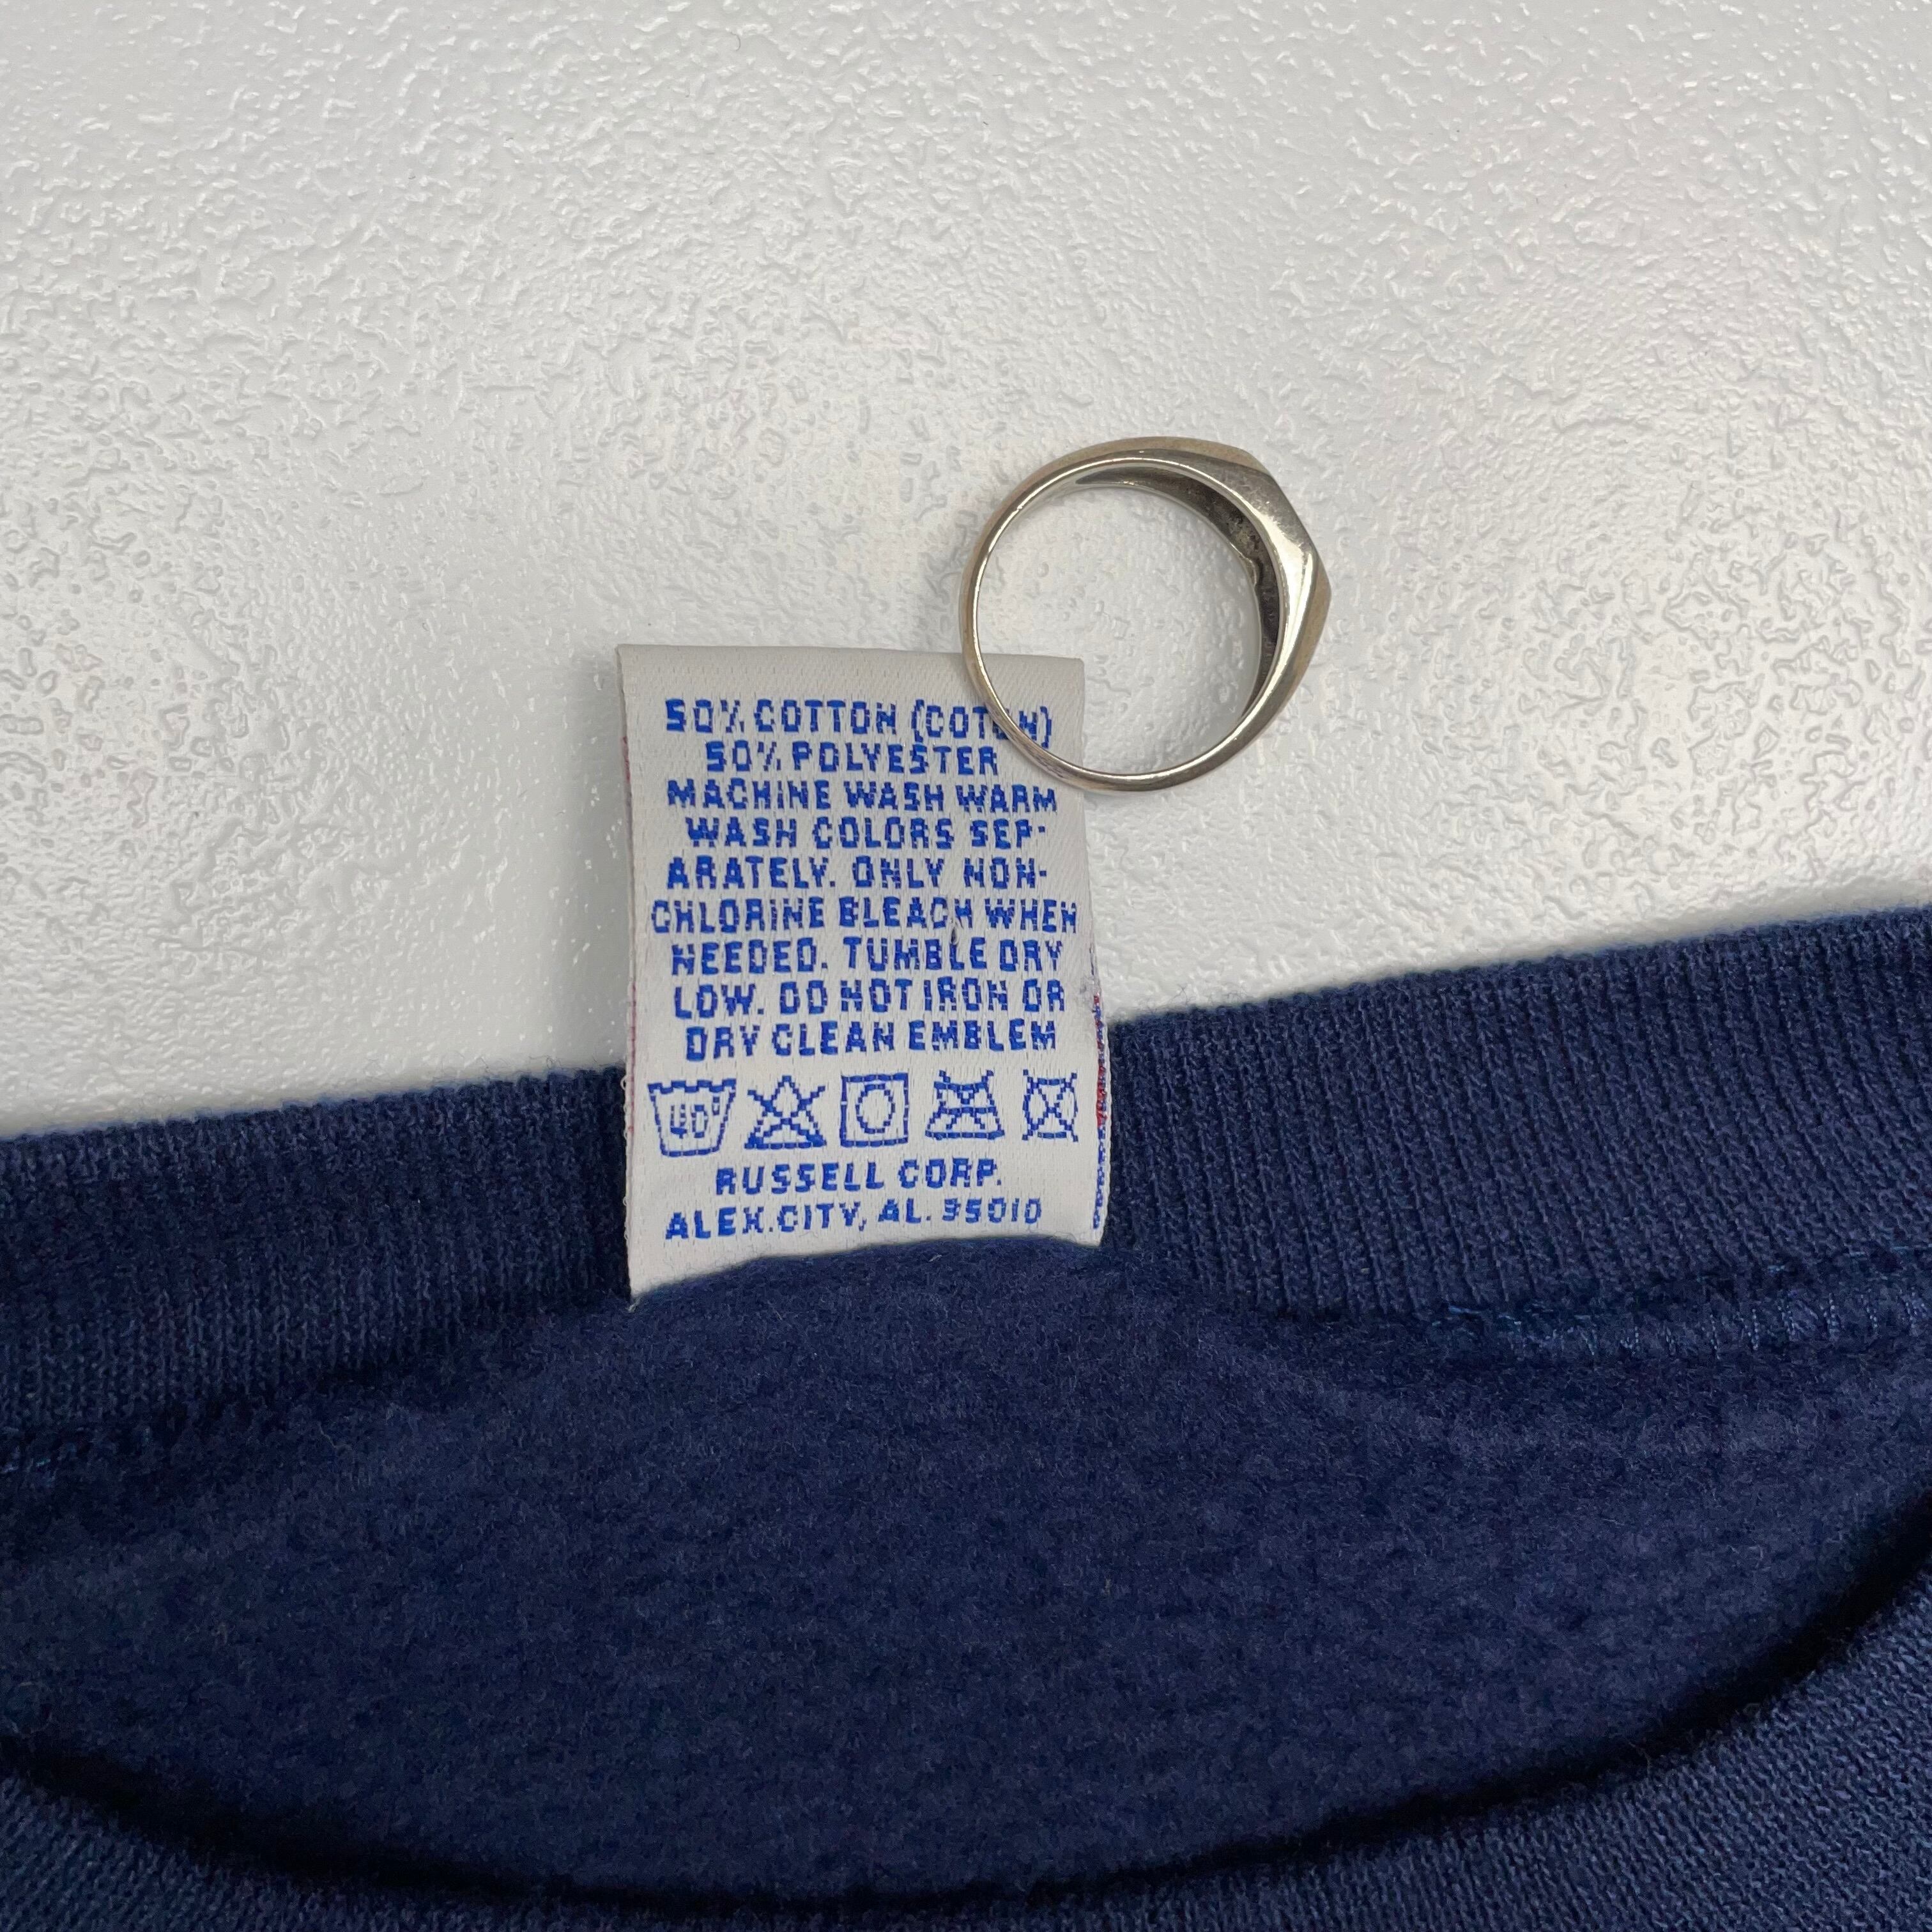 50% COTTON (COTON)
50% POLYESTER
MACHINE WASH WARM
WASH COLORS SEP-
ARATELY. ONLY NON-
CHLORINE BLEACH WHEN
NEEDED. TUMBLE DRY
LOW. DO NOT IRON OR
DRY CLEAN EMBLEM
40°
RUSSELL CORP.
ALEX.CITY, AL. 35010